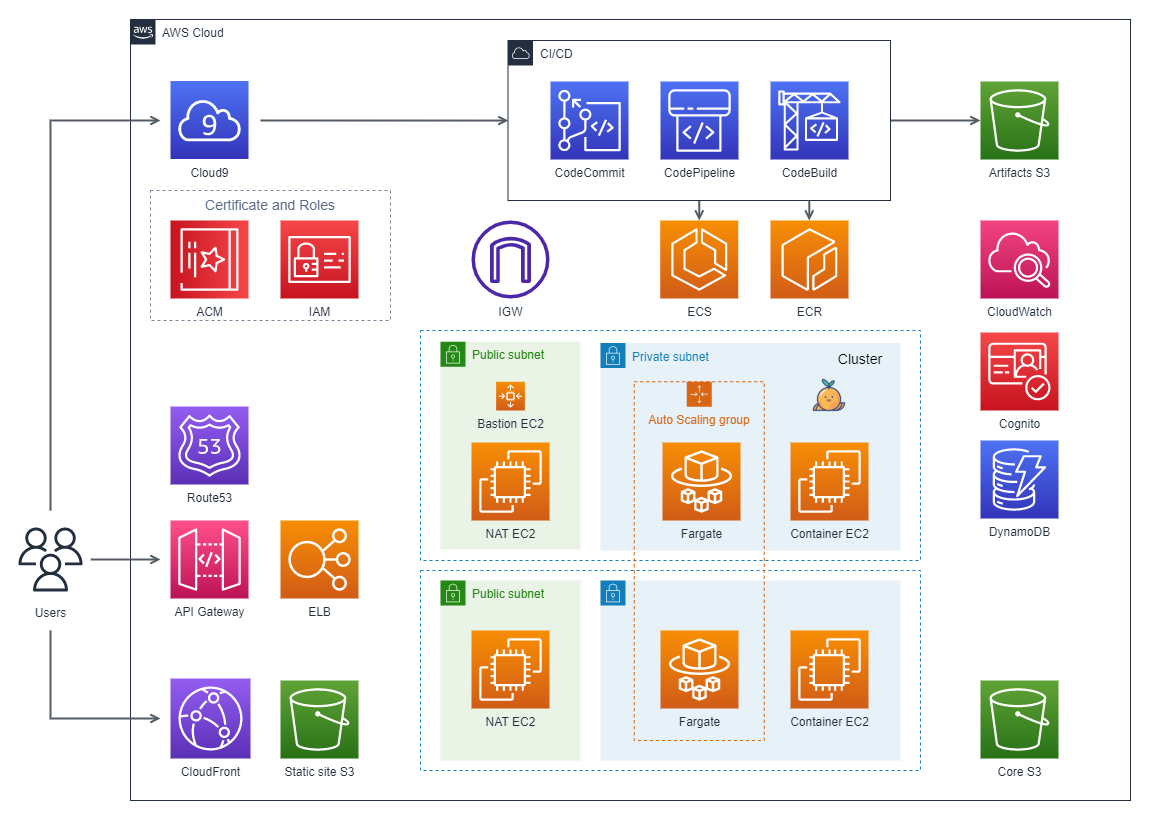 aws
AWS Cloud
CI/CD
9
Cloud9
CodeCommit
CodePipeline
CodeBuild
Artifacts S3
Certificate and Roles
ACM
IAM
IGW
ECS
ECR
CloudWatch
Public subnet
Private subnet
Cluster
Bastion EC2
Auto Scaling group
Cognito
53
Route53
NAT EC2
Fargate
Container EC2
DynamoDB
Users
API Gateway
ELB
Public subnet
NAT EC2
Fargate
Container EC2
CloudFront
Static site S3
Core S3